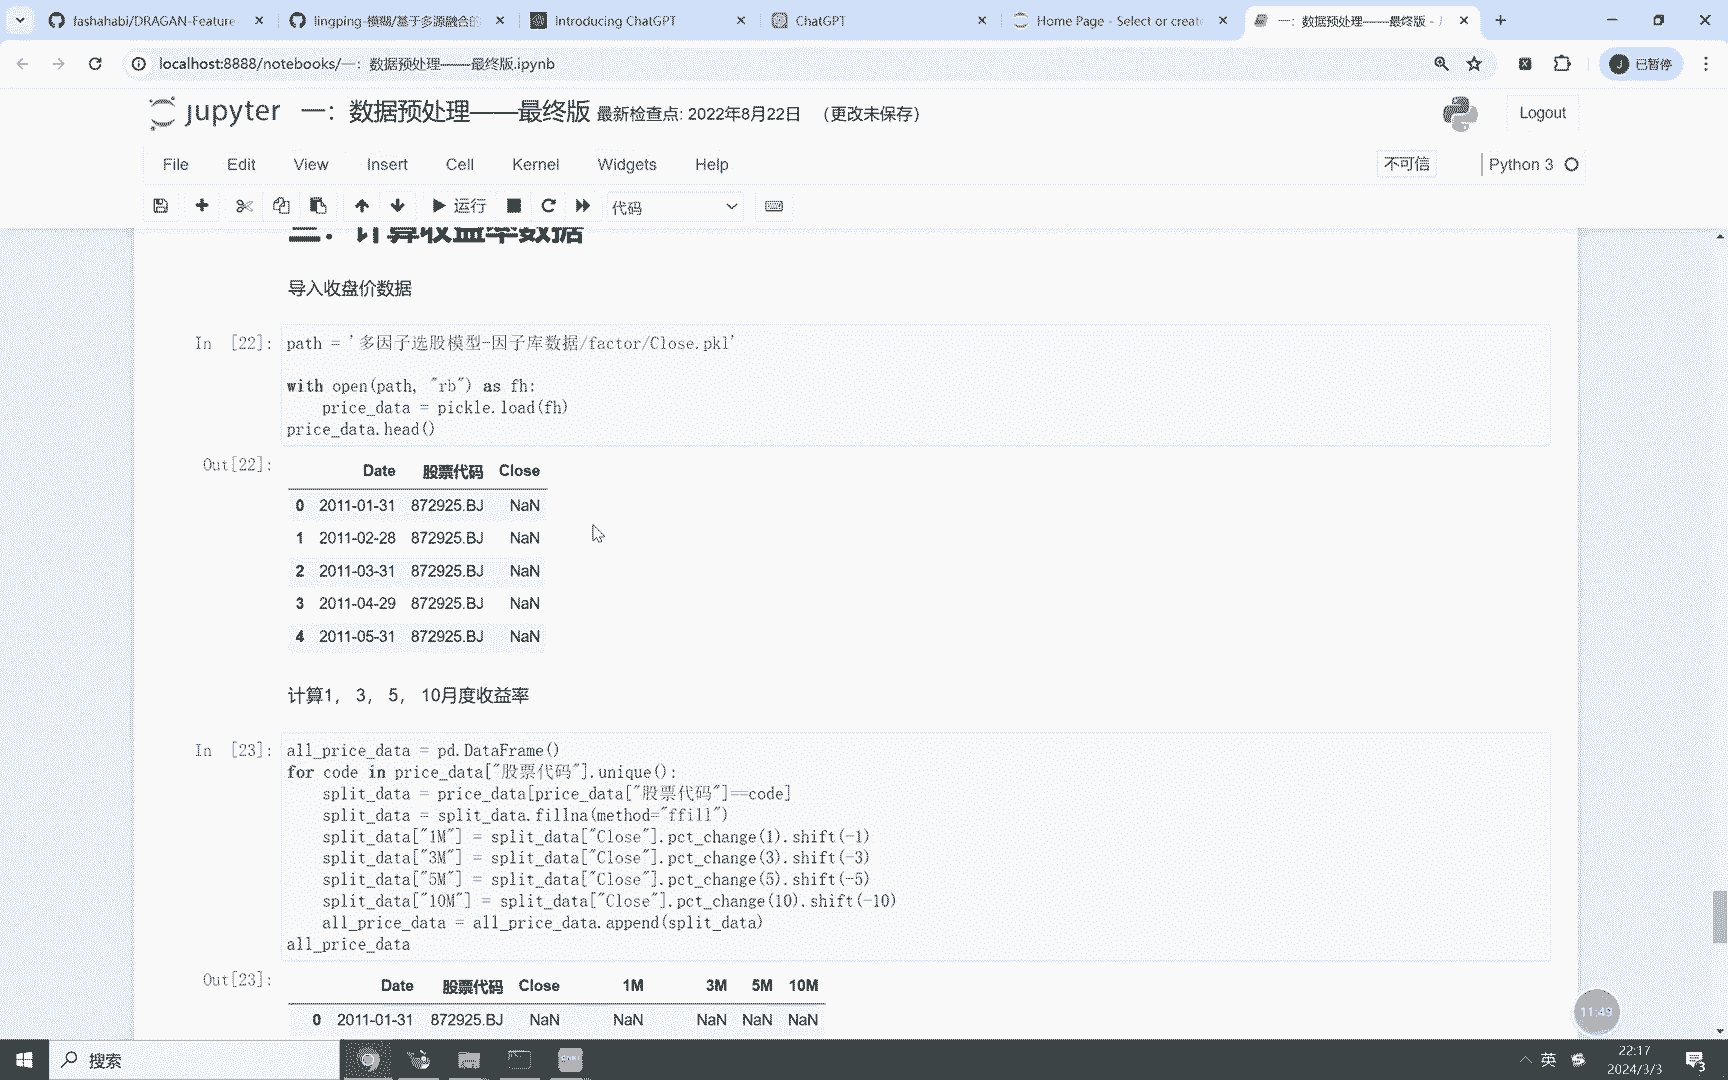 fashahabi/DRAGAN-Feature
lingping-模糊/基于多源融合的
Introducing ChatGPT
ChatGPT
Home Page - Select or create
一：数据预处理——最终版 - J
localhost:8888/notebooks/一：数据预处理——最终版.ipynb
J 已暂停
jupyter 一：数据预处理——最终版 最新检查点: 2022年8月22日 （更改未保存）
Logout
File Edit View Insert Cell Kernel Widgets Help
不可信 Python 3
运行 代码
三：计算收益率数据
导入收盘价数据
In [22]: path = '多因子选股模型-因子库数据/factor/Close.pkl'
with open(path, "rb") as fh:
    price_data = pickle.load(fh)
price_data.head()
Out[22]:
Date 股票代码 Close
0 2011-01-31 872925.BJ NaN
1 2011-02-28 872925.BJ NaN
2 2011-03-31 872925.BJ NaN
3 2011-04-29 872925.BJ NaN
4 2011-05-31 872925.BJ NaN
计算1， 3， 5， 10月度收益率
In [23]: all_price_data = pd.DataFrame()
for code in price_data["股票代码"].unique():
    split_data = price_data[price_data["股票代码"]==code]
    split_data = split_data.fillna(method="ffill")
    split_data["1M"] = split_data["Close"].pct_change(1).shift(-1)
    split_data["3M"] = split_data["Close"].pct_change(3).shift(-3)
    split_data["5M"] = split_data["Close"].pct_change(5).shift(-5)
    split_data["10M"] = split_data["Close"].pct_change(10).shift(-10)
    all_price_data = all_price_data.append(split_data)
all_price_data
Out[23]:
Date 股票代码 Close 1M 3M 5M 10M
0 2011-01-31 872925.BJ NaN NaN NaN NaN NaN
11:49
搜索
英
22:17
2024/3/3
3